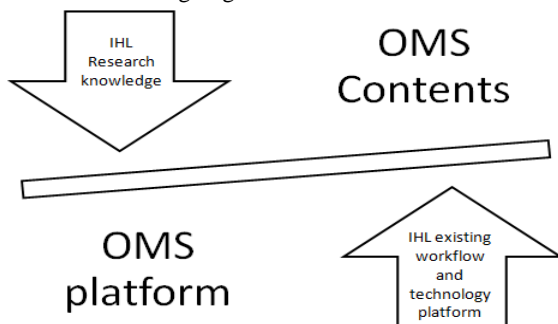 IHL
Research
knowledge
OMS
Contents
OMS
platform
IHL existing
workflow
and
technology
platform